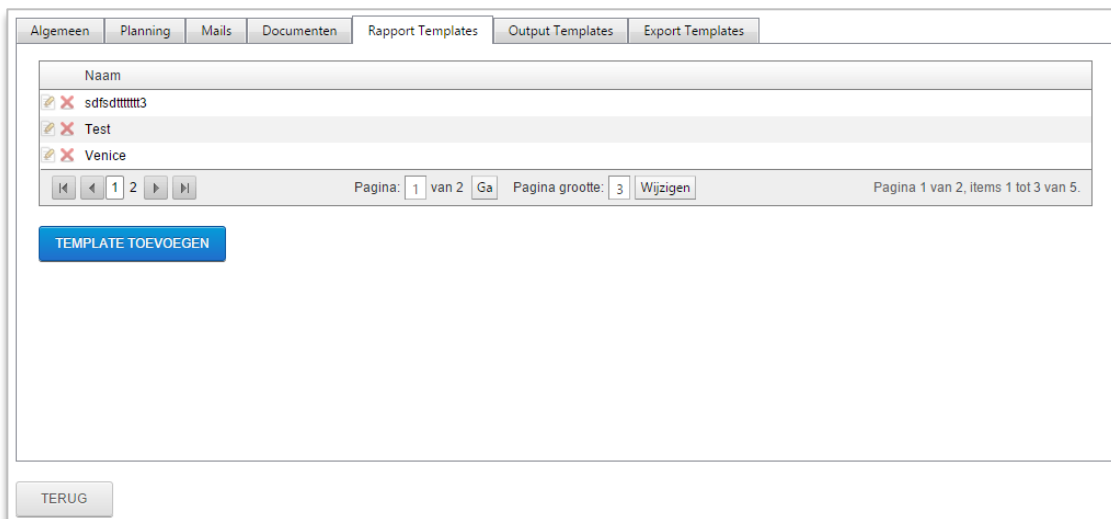 Algemeen Planning Mails Documenten Rapport Templates Output Templates Export Templates
Naam
sdfsdttttttt3
Test
Venice
1 2 Pagina: 1 van 2 Ga Pagina grootte: 3 Wijzigen Pagina 1 van 2, items 1 tot 3 van 5.
TEMPLATE TOEVOEGEN
TERUG